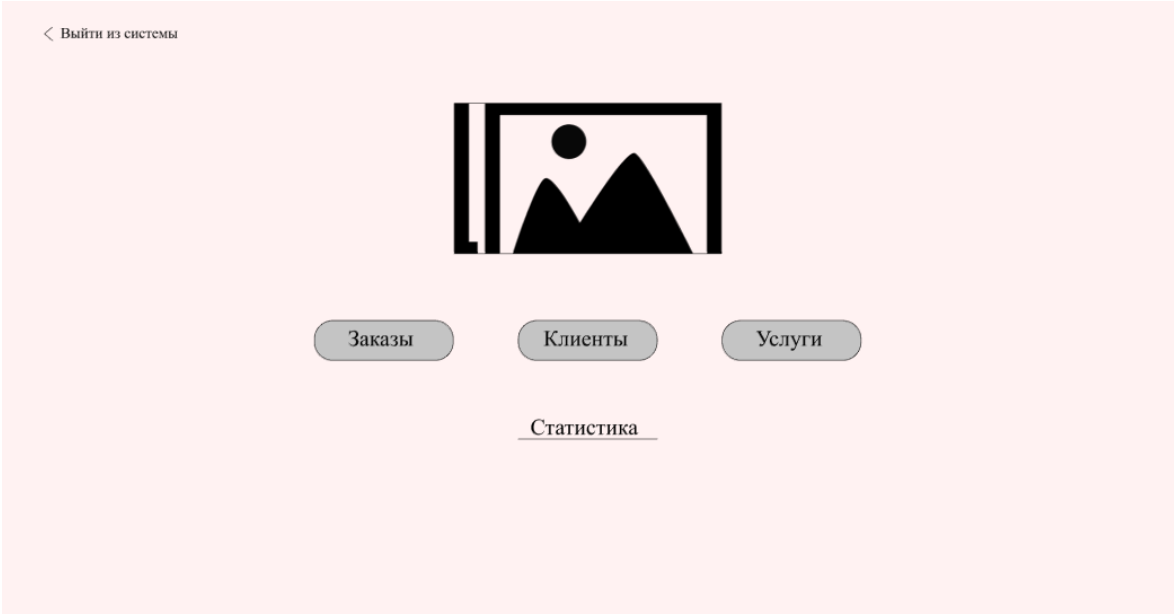 Выйти из системы
Заказы
Клиенты
Услуги
Статистика